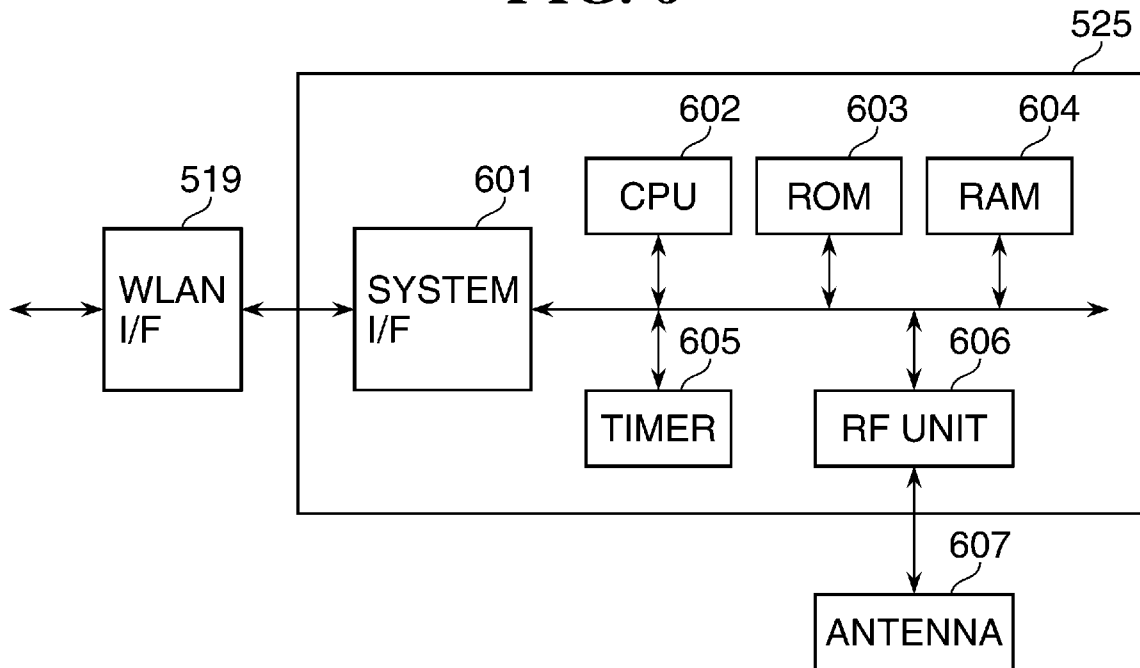 525
602
603
604
CPU
ROM
RAM
519
601
WLAN
I/F
SYSTEM
I/F
605
606
TIMER
RF UNIT
607
ANTENNA